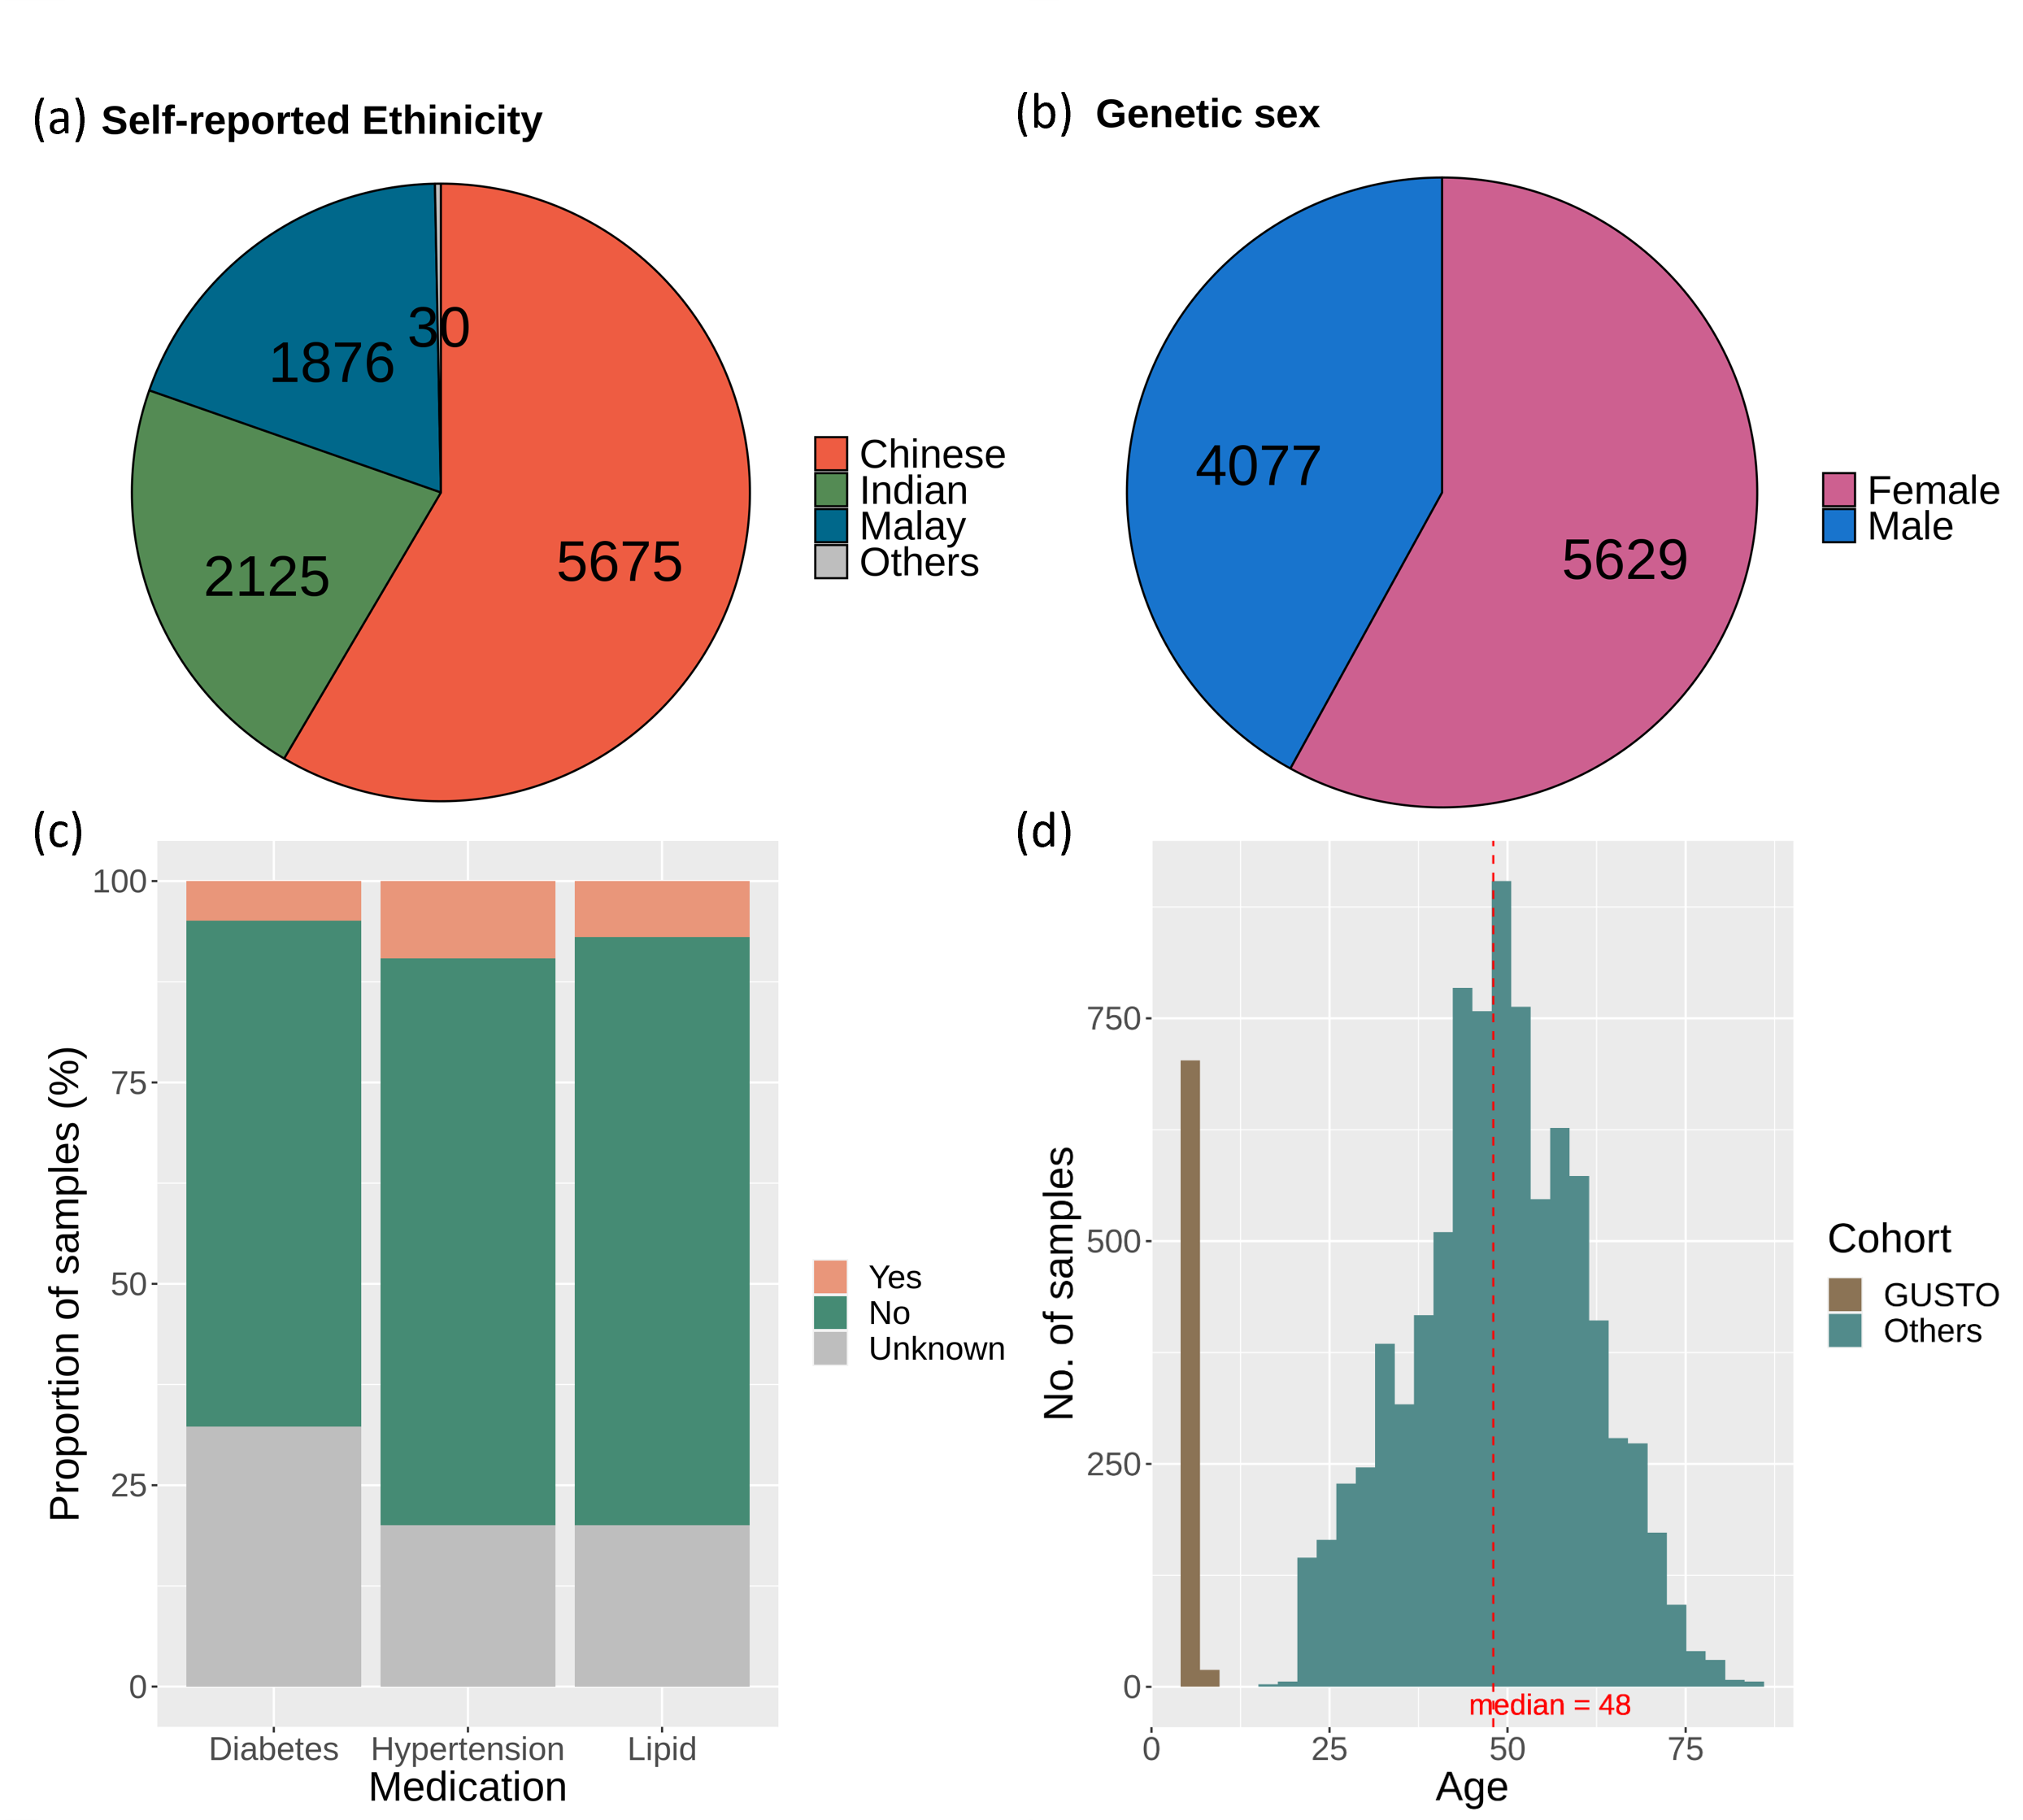 (a) Self-reported Ethinicity
1876
30
2125
5675
Chinese
Indian
Malay
Others
(b) Genetic sex
4077
5629
Female
Male
(c)
Proportion of samples (%)
100
75
50
25
0
Diabetes Hypertension Lipid
Medication
Yes
No
Unknown
(d)
No. of samples
750
500
250
0
median = 48
0 25 50 75
Age
Cohort
GUSTO
Others